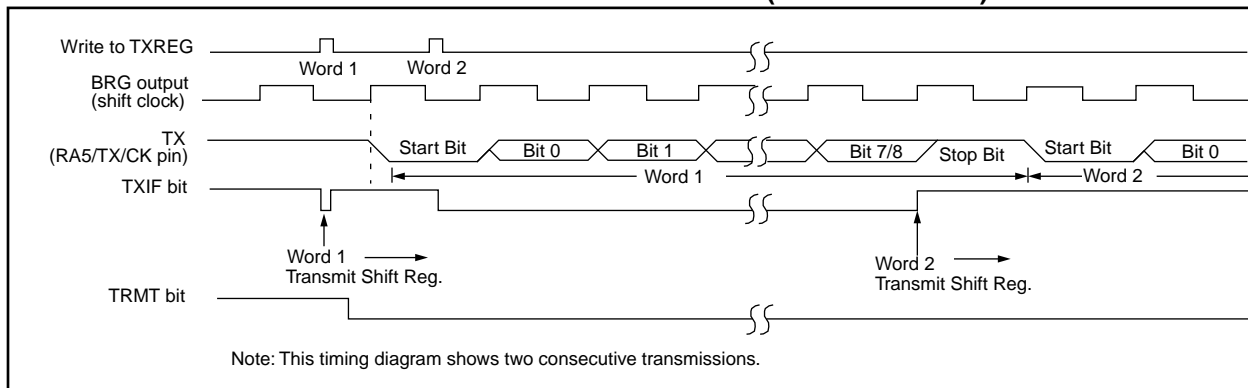 Write to TXREG
Word 1
Word 2
BRG output
(shift clock)
TX
(RA5/TX/CK pin)
Start Bit
Bit 0
Bit 1
Bit 7/8
Stop Bit
Start Bit
Bit 0
Word 1
Word 2
TXIF bit
Word 1
Transmit Shift Reg.
Word 2
Transmit Shift Reg.
TRMT bit
Note: This timing diagram shows two consecutive transmissions.